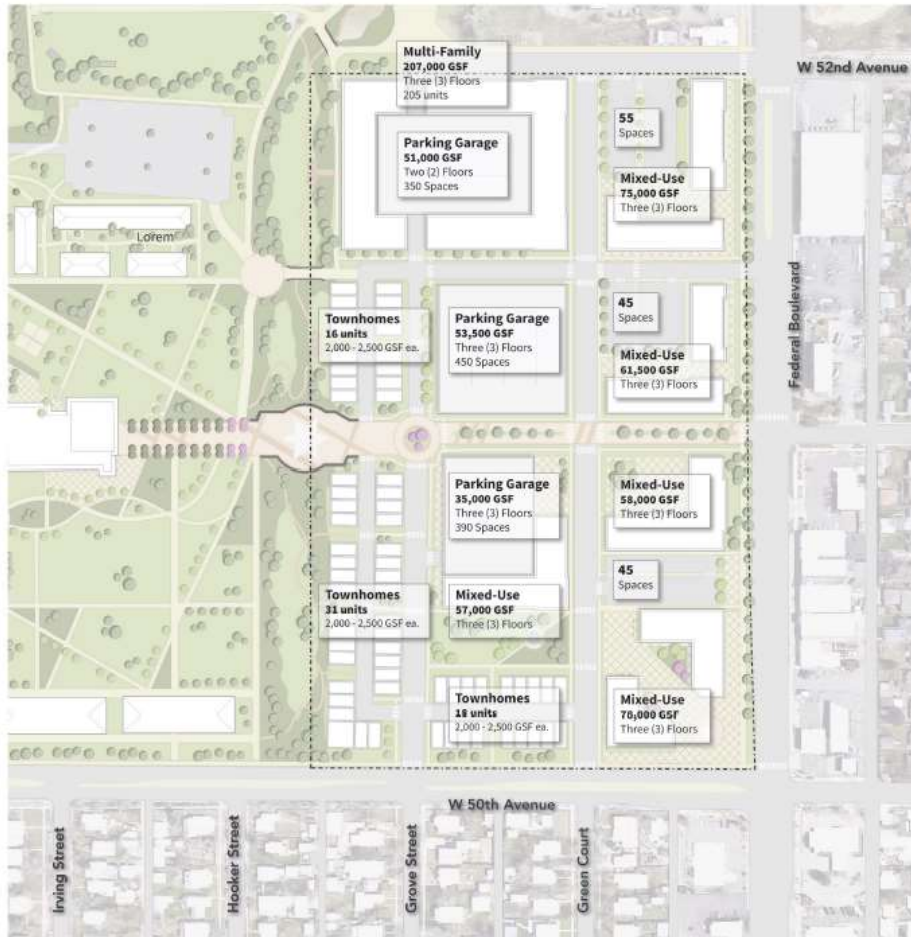 Multi-Family
207,000 GSF
Three (3) Floors
205 units
W 52nd Avenue
55
Spaces
Parking Garage
51,000 GSF
Two (2) Floors
350 Spaces
Mixed-Use
75,000 GSF
Three (3) Floors
Lorem
Federal Boulevard
45
Spaces
Townhomes
16 units
2,000 - 2,500 GSF ea.
Parking Garage
53,500 GSF
Three (3) Floors
450 Spaces
Mixed-Use
61,500 GSF
Three (3) Floors
Parking Garage
35,000 GSF
Three (3) Floors
390 Spaces
Mixed-Use
58,000 GSF
Three (3) Floors
45
Spaces
Townhomes
31 units
2,000 - 2,500 GSF ea.
Mixed-Use
57,000 GSF
Three (3) Floors
Townhomes
18 units
2,000 - 2,500 GSF ea.
Mixed-Use
70,000 GSF
Three (3) Floors
W 50th Avenue
Irving Street
Hooker Street
Grove Street
Green Court